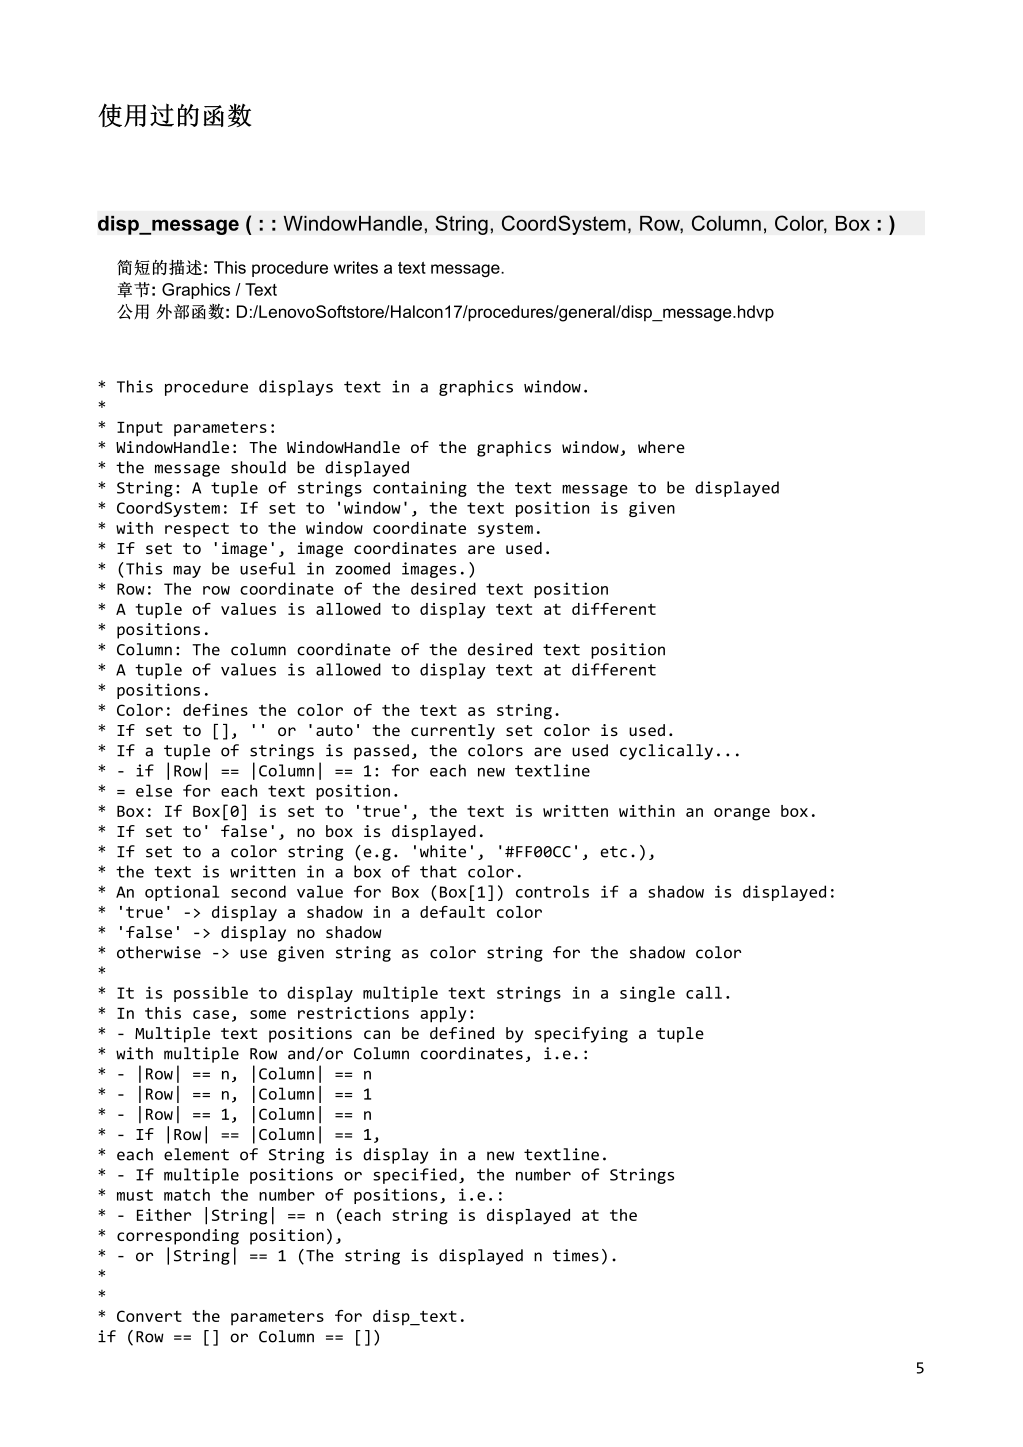 使用过的函数
disp_message ( : : WindowHandle, String, CoordSystem, Row, Column, Color, Box : )
简短的描述: This procedure writes a text message.
章节: Graphics / Text
公用 外部函数: D:/LenovoSoftstore/Halcon17/procedures/general/disp_message.hdvp
* This procedure displays text in a graphics window.
*
* Input parameters:
* WindowHandle: The WindowHandle of the graphics window, where
* the message should be displayed
* String: A tuple of strings containing the text message to be displayed
* CoordSystem: If set to 'window', the text position is given
* with respect to the window coordinate system.
* If set to 'image', image coordinates are used.
* (This may be useful in zoomed images.)
* Row: The row coordinate of the desired text position
* A tuple of values is allowed to display text at different
* positions.
* Column: The column coordinate of the desired text position
* A tuple of values is allowed to display text at different
* positions.
* Color: defines the color of the text as string.
* If set to [], '' or 'auto' the currently set color is used.
* If a tuple of strings is passed, the colors are used cyclically...
* - if |Row| == |Column| == 1: for each new textline
* = else for each text position.
* Box: If Box[0] is set to 'true', the text is written within an orange box.
* If set to' false', no box is displayed.
* If set to a color string (e.g. 'white', '#FF00CC', etc.),
* the text is written in a box of that color.
* An optional second value for Box (Box[1]) controls if a shadow is displayed:
* 'true' -> display a shadow in a default color
* 'false' -> display no shadow
* otherwise -> use given string as color string for the shadow color
*
* It is possible to display multiple text strings in a single call.
* In this case, some restrictions apply:
* - Multiple text positions can be defined by specifying a tuple
* with multiple Row and/or Column coordinates, i.e.:
* - |Row| == n, |Column| == n
* - |Row| == n, |Column| == 1
* - |Row| == 1, |Column| == n
* - If |Row| == |Column| == 1,
* each element of String is display in a new textline.
* - If multiple positions or specified, the number of Strings
* must match the number of positions, i.e.:
* - Either |String| == n (each string is displayed at the
* corresponding position),
* - or |String| == 1 (The string is displayed n times).
*
*
* Convert the parameters for disp_text.
if (Row == [] or Column == [])
5